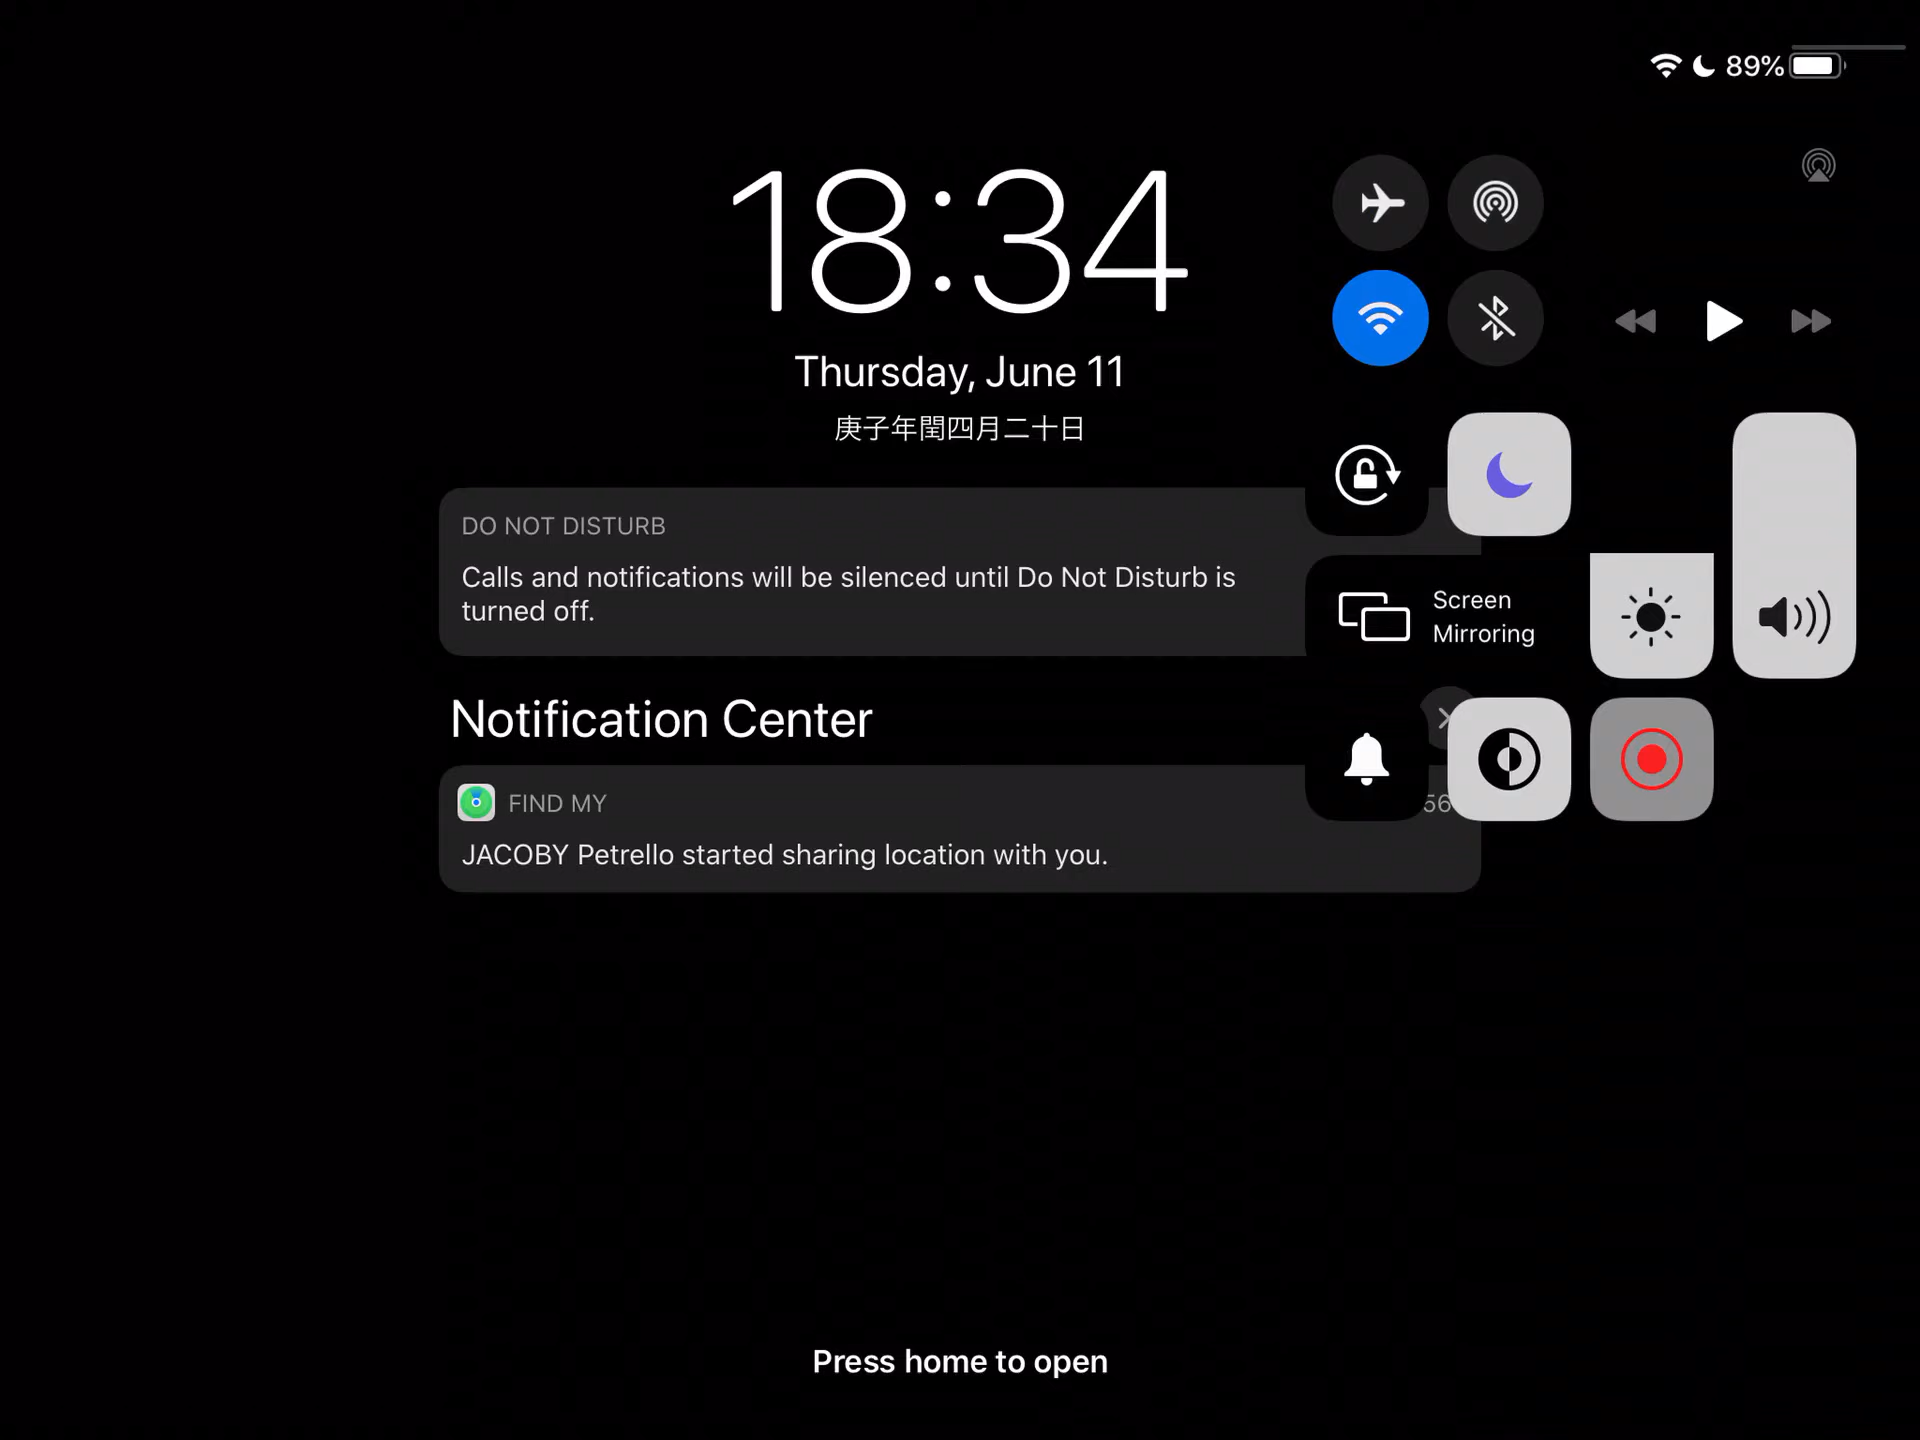 89%
18:34
Thursday, June 11
庚子年閏四月二十日
DO NOT DISTURB
Calls and notifications will be silenced until Do Not Disturb is
turned off.
Screen
Mirroring
Notification Center
FIND MY
56
JACOBY Petrello started sharing location with you.
Press home to open